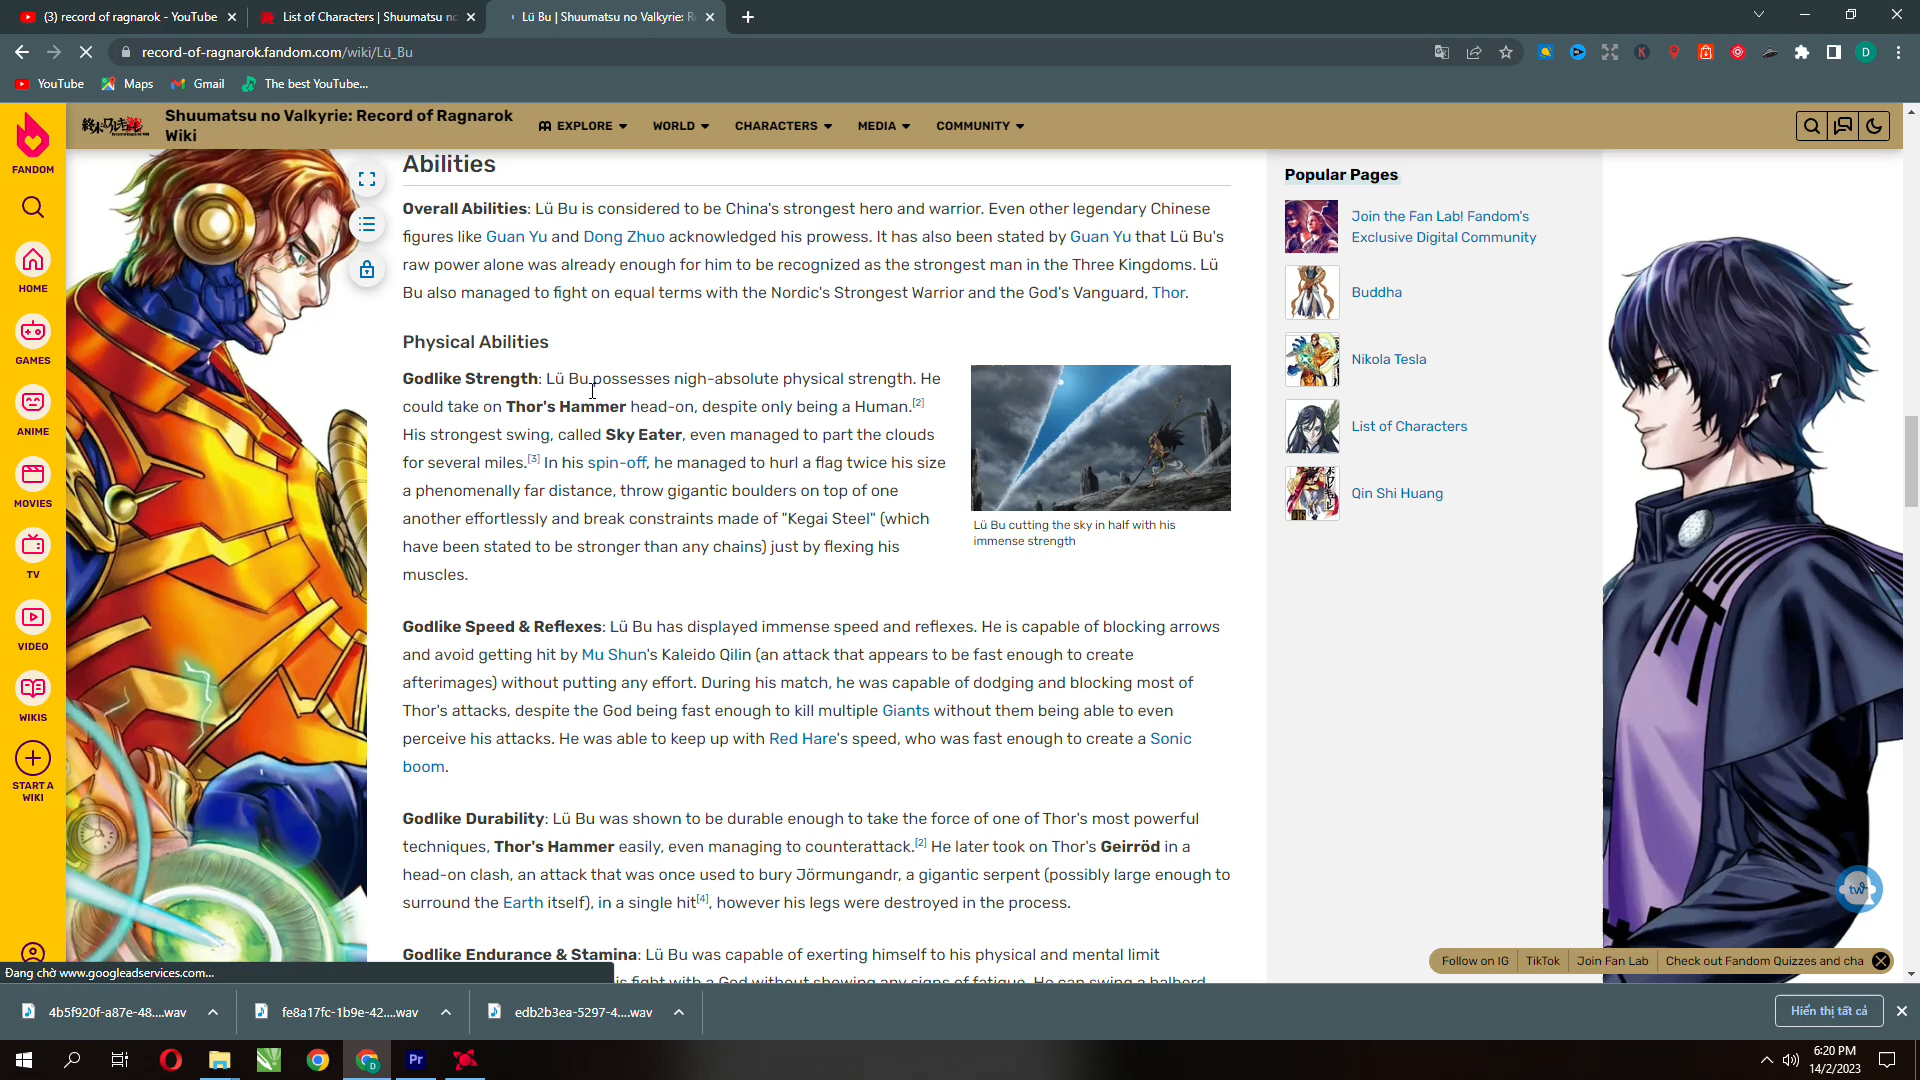 (3) record of ragnarok - YouTube
List of Characters | Shuumatsu no
Lü Bu | Shuumatsu no Valkyrie: Re
record-of-ragnarok.fandom.com/wiki/Lü_Bu
YouTube
Maps
Gmail
The best YouTube...
FANDOM
HOME
GAMES
ANIME
MOVIES
TV
VIDEO
WIKIS
START A
WIKI
Shuumatsu no Valkyrie: Record of Ragnarok
Wiki
EXPLORE
WORLD
CHARACTERS
MEDIA
COMMUNITY
Abilities
Overall Abilities: Lü Bu is considered to be China's strongest hero and warrior. Even other legendary Chinese
figures like Guan Yu and Dong Zhuo acknowledged his prowess. It has also been stated by Guan Yu that Lü Bu's
raw power alone was already enough for him to be recognized as the strongest man in the Three Kingdoms. Lü
Bu also managed to fight on equal terms with the Nordic's Strongest Warrior and the God's Vanguard, Thor.
Physical Abilities
Godlike Strength: Lü Bu possesses nigh-absolute physical strength. He
could take on Thor's Hammer head-on, despite only being a Human.[2]
His strongest swing, called Sky Eater, even managed to part the clouds
for several miles.[3] In his spin-off, he managed to hurl a flag twice his size
a phenomenally far distance, throw gigantic boulders on top of one
another effortlessly and break constraints made of "Kegai Steel" (which
have been stated to be stronger than any chains) just by flexing his
muscles.
Lü Bu cutting the sky in half with his
immense strength
Godlike Speed & Reflexes: Lü Bu has displayed immense speed and reflexes. He is capable of blocking arrows
and avoid getting hit by Mu Shun's Kaleido Qilin (an attack that appears to be fast enough to create
afterimages) without putting any effort. During his match, he was capable of dodging and blocking most of
Thor's attacks, despite the God being fast enough to kill multiple Giants without them being able to even
perceive his attacks. He was able to keep up with Red Hare's speed, who was fast enough to create a Sonic
boom.
Godlike Durability: Lü Bu was shown to be durable enough to take the force of one of Thor's most powerful
techniques, Thor's Hammer easily, even managing to counterattack.[2] He later took on Thor's Geirröd in a
head-on clash, an attack that was once used to bury Jörmungandr, a gigantic serpent (possibly large enough to
surround the Earth itself), in a single hit[4], however his legs were destroyed in the process.
Godlike Endurance & Stamina: Lü Bu was capable of exerting himself to his physical and mental limit
is fight with a God without showing any signs of fatigue. He can swing a halberd
Popular Pages
Join the Fan Lab! Fandom's
Exclusive Digital Community
Buddha
Nikola Tesla
List of Characters
Qin Shi Huang
Follow on IG
TikTok
Join Fan Lab
Check out Fandom Quizzes and cha
Đang chờ www.googleadservices.com...
4b5f920f-a87e-48....wav
fe8a17fc-1b9e-42....wav
edb2b3ea-5297-4....wav
Hiển thị tất cả
6:20 PM
14/2/2023